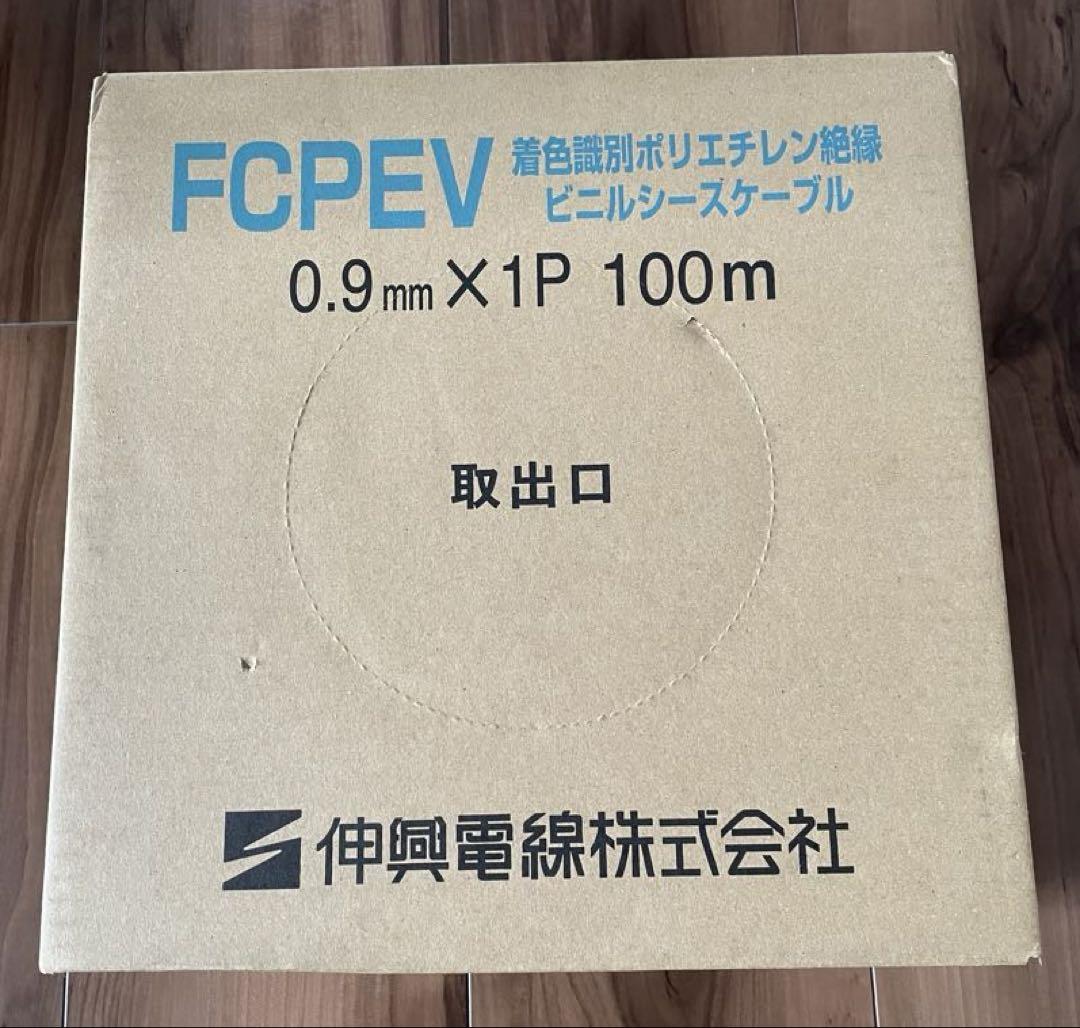 FCPEV 着色識別ポリエチレン絶縁
ビニルシースケーブル
0.9mm×1P 100m
取出口
伸興電線株式会社